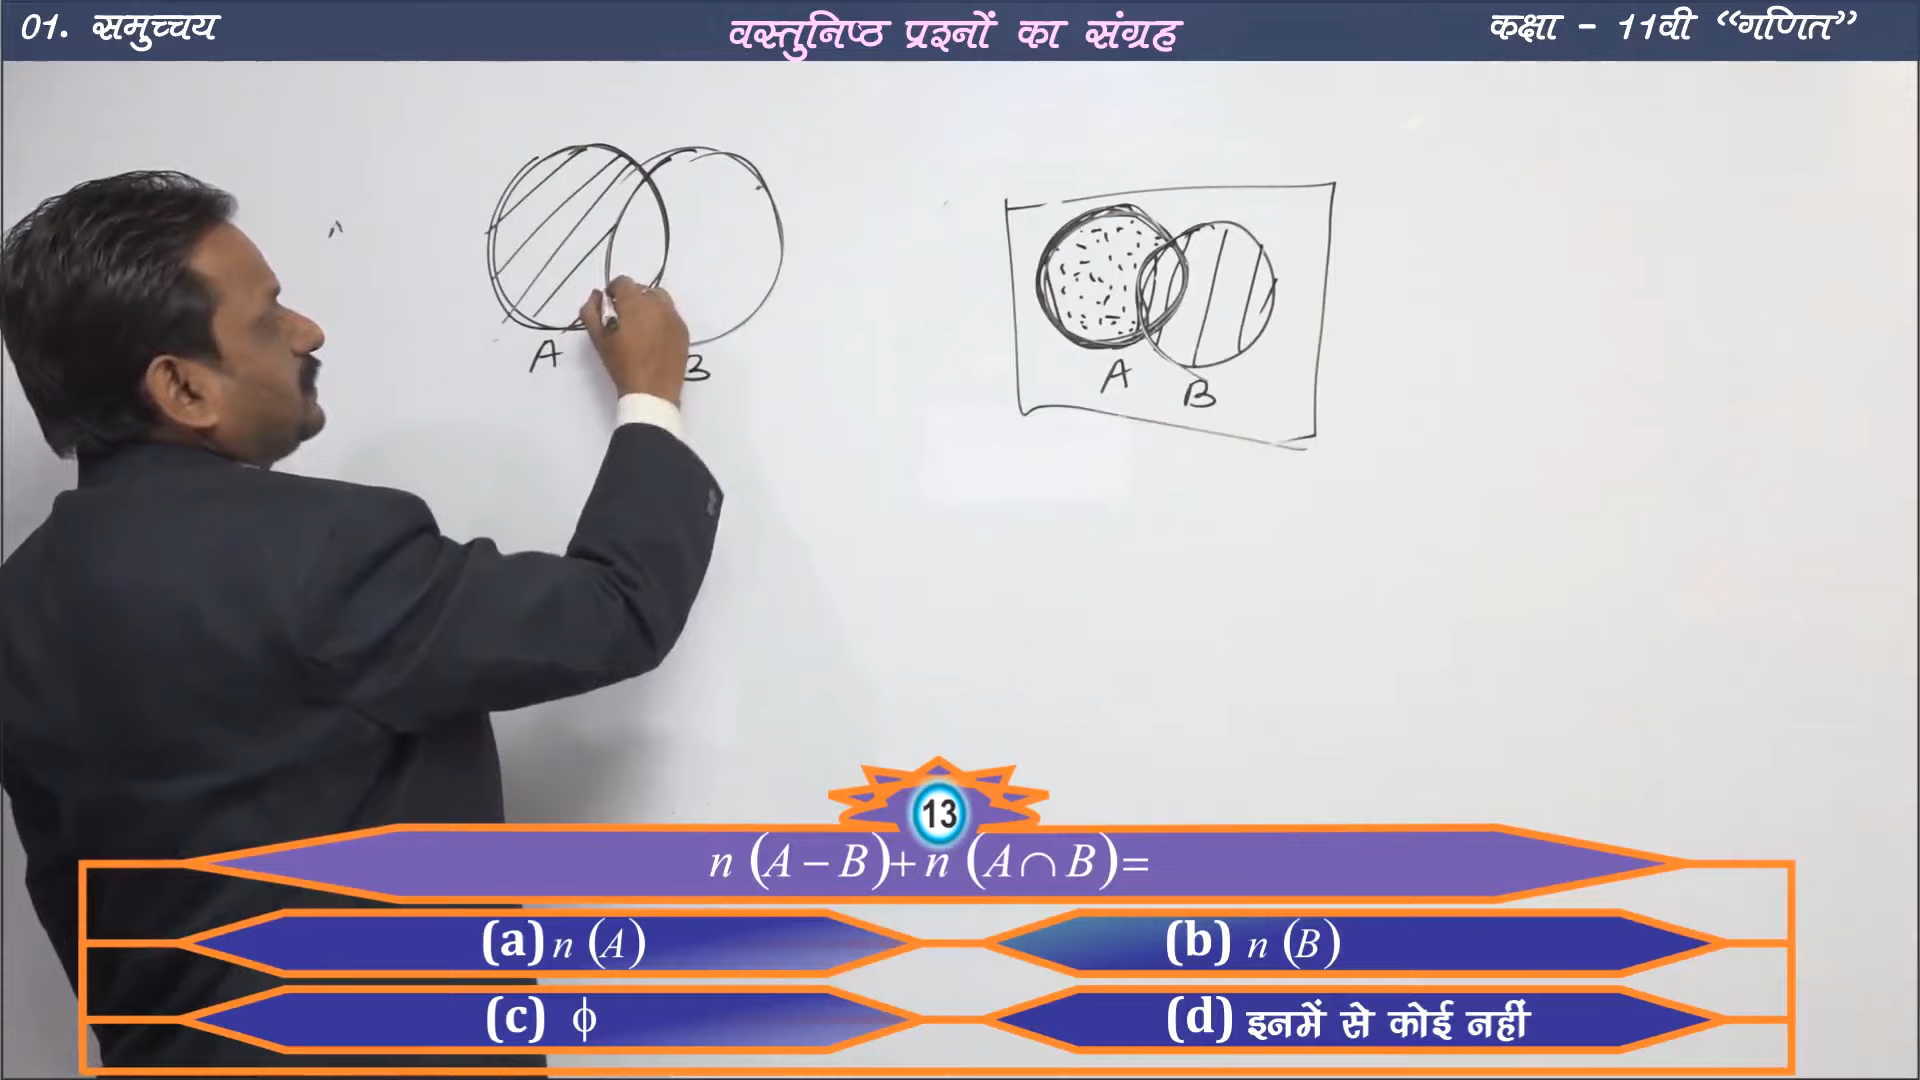 01. समुच्चय
वस्तुनिष्ठ प्रश्नों का संग्रह
कक्षा - 11वी “गणित”
A
B
A
B
13
n (A − B)+ n (A ∩ B)=
(a) n (A)
(b) n (B)
(c) ϕ
(d) इनमें से कोई नहीं